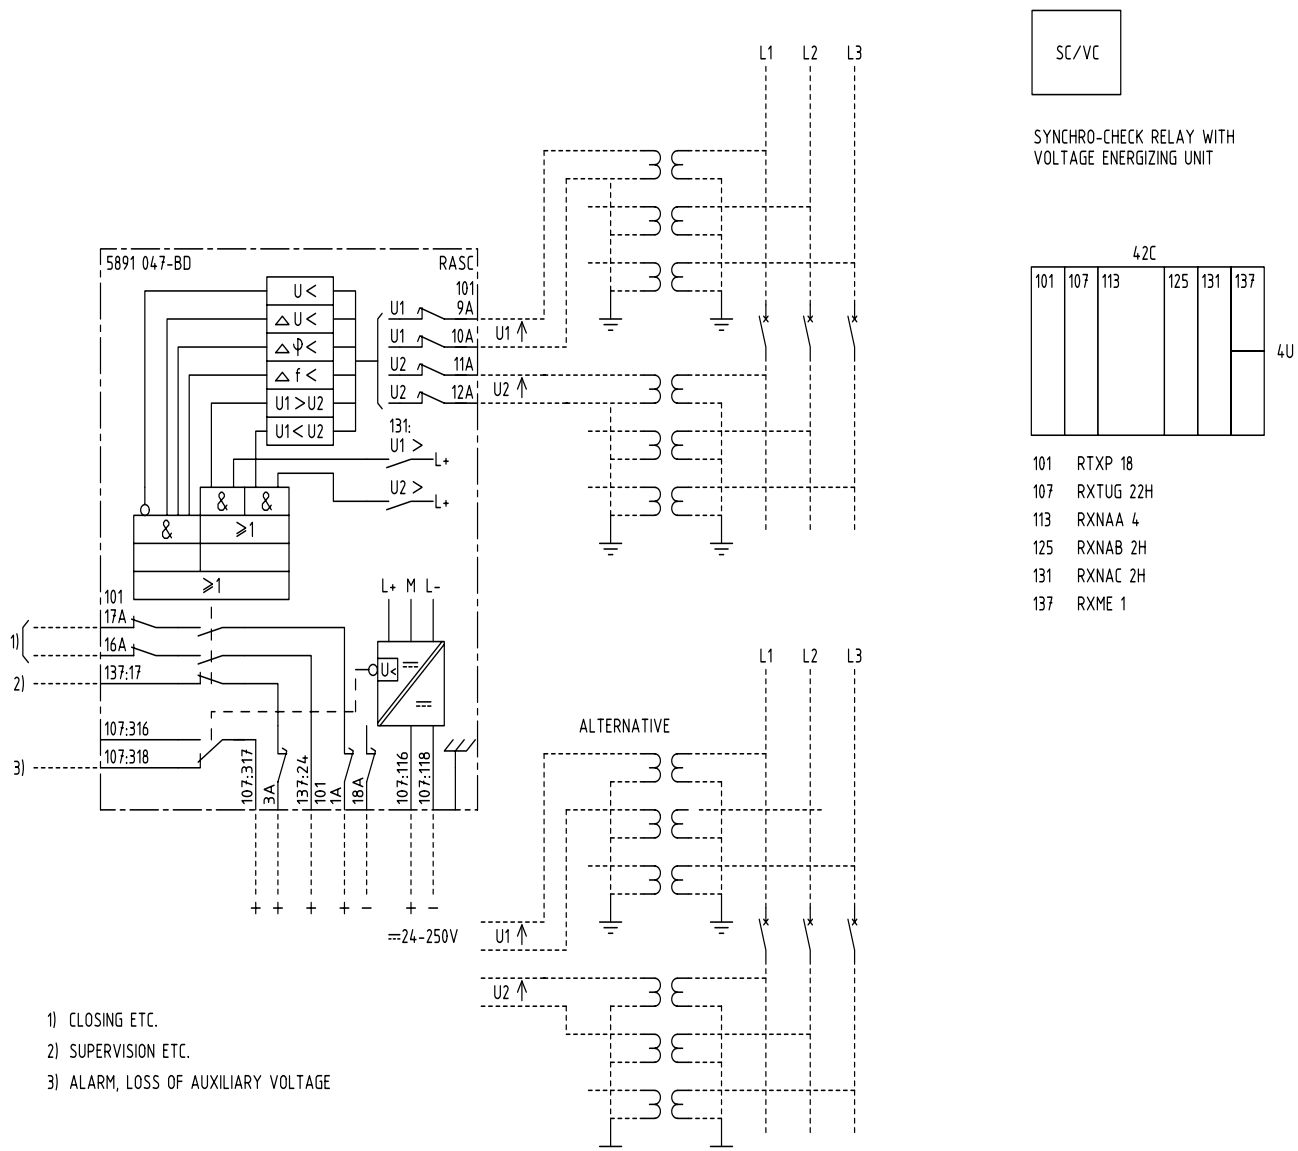 L1 L2 L3
SC/VC
SYNCHRO-CHECK RELAY WITH
VOLTAGE ENERGIZING UNIT
5891 047-BD RASC
101
U<
△U<
△φ<
△f<
U1>U2
U1<U2
U1 9A
U1 10A
U2 11A
U2 12A
U1
U2
131:
U1 >
L+
U2 >
L+
& &
& ⩾1
⩾1
42C
101 107 113 125 131 137
4U
101 RTXP 18
107 RXTUG 22H
113 RXNAA 4
125 RXNAB 2H
131 RXNAC 2H
137 RXME 1
101
17A
1)
16A
2) 137:17
107:316
3) 107:318
L+ M L-
U<
107:317
3A
137:24
101
1A
18A
107:116
107:118
+ + + + - + -
⎓24-250V
ALTERNATIVE
L1 L2 L3
U1
U2
1) CLOSING ETC.
2) SUPERVISION ETC.
3) ALARM, LOSS OF AUXILIARY VOLTAGE